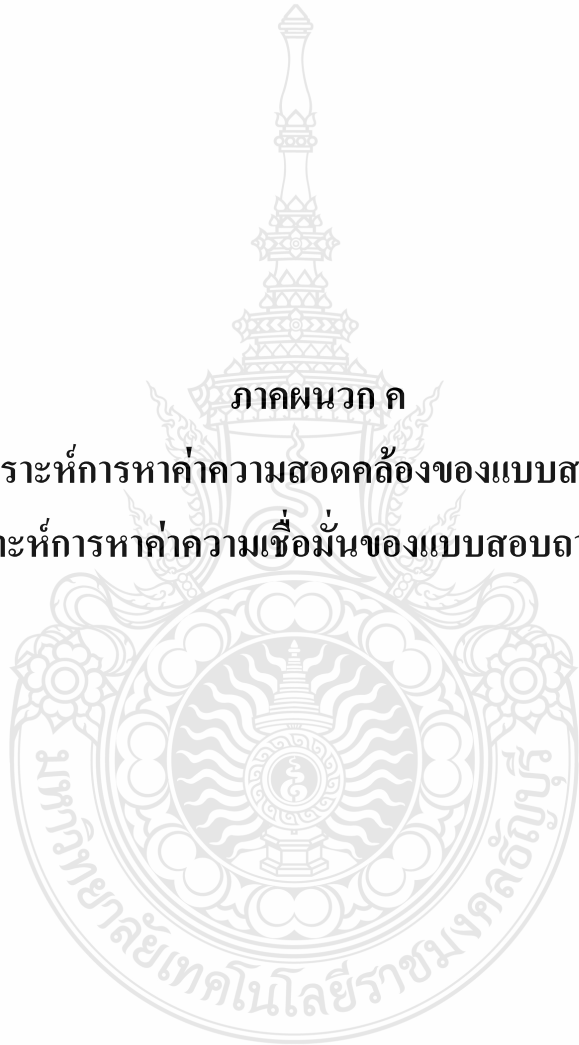 ภาคผนวก ค
ราะห์การหาค่าความสอดคล้องของแบบส
าะห์การหาค่าความเชื่อมั่นของแบบสอบถา
มหาวิทยาลัยเทคโนโลยีราชมงคลธัญบุรี